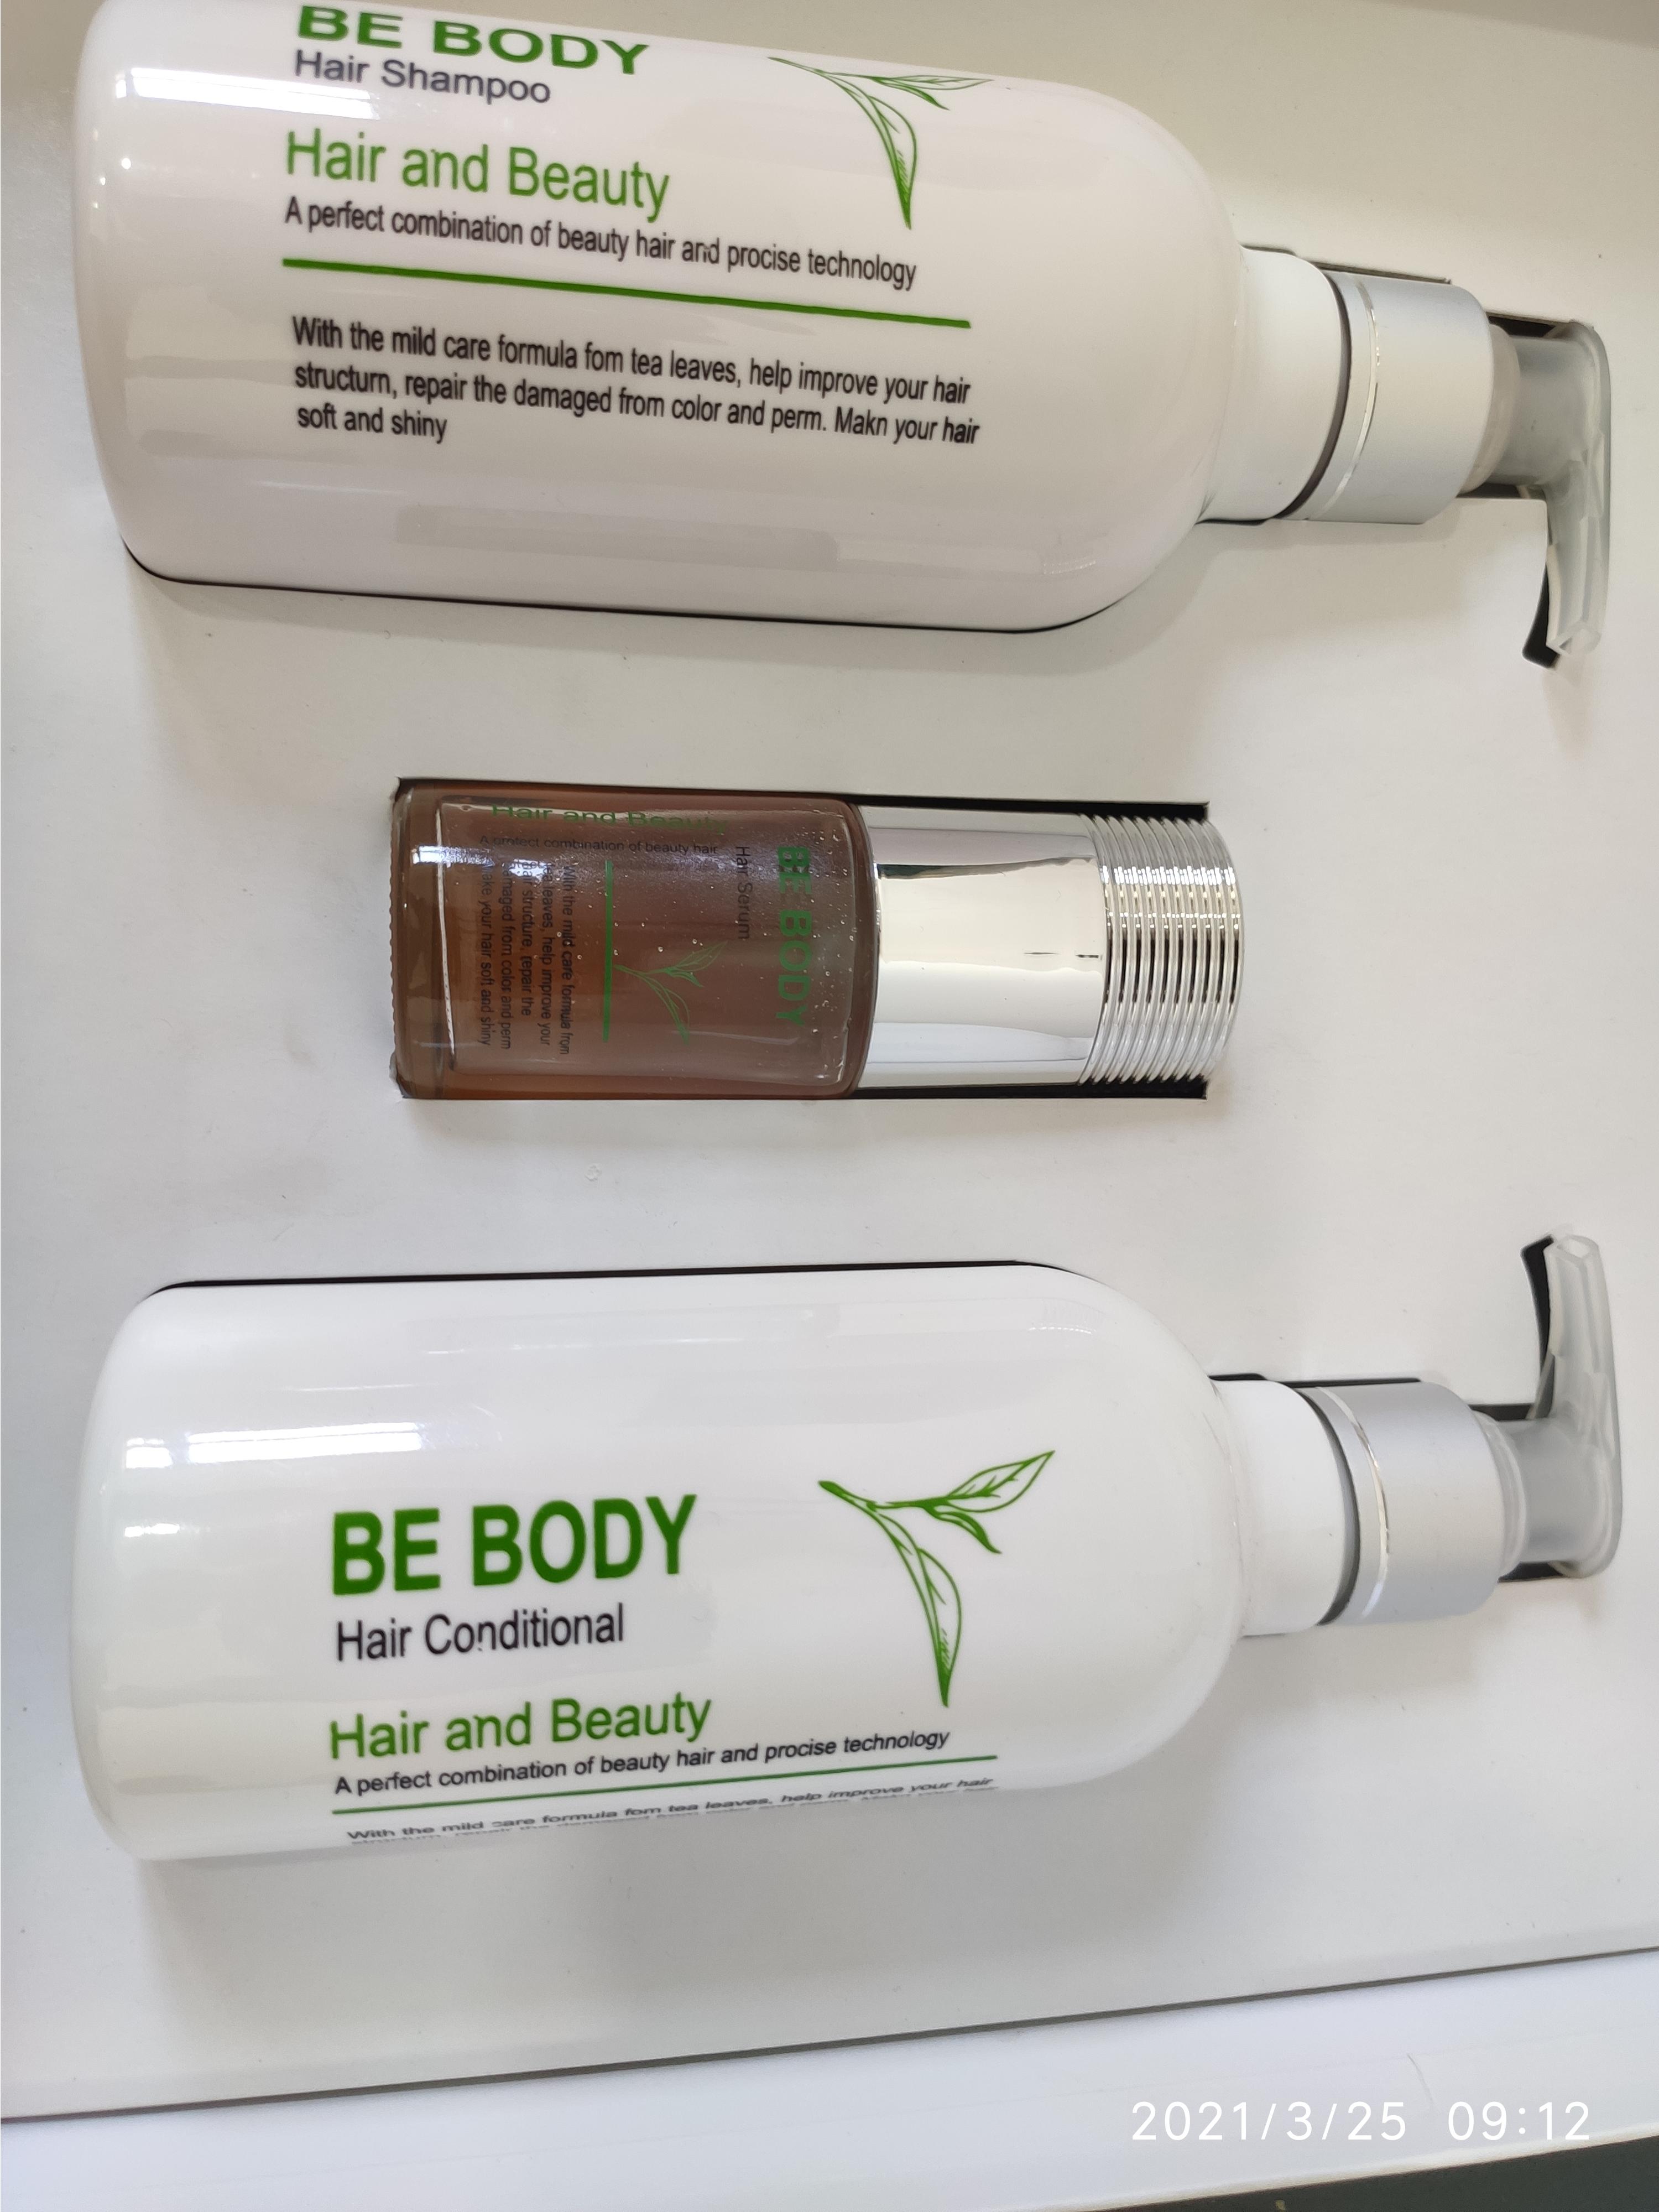 BE BODY
Hair Shampoo
Hair and Beauty
A perfect combination of beauty hair and procise technology
With the mild care formula fom tea leaves, help improve your hair
structurn, repair the damaged from color and perm. Makn your hair
soft and shiny
BE BODY
Hair Serum
Hair and Beauty
combination of beauty hair
With the mild care formula from
tea leaves, help improve your
hair structure, repair the
damaged from color and perm
Make your hair soft and shiny
BE BODY
Hair Conditional
Hair and Beauty
A perfect combination of beauty hair and procise technology
With the mild care formula fom tea leaves, help improve your hair
2021/3/25 09:12